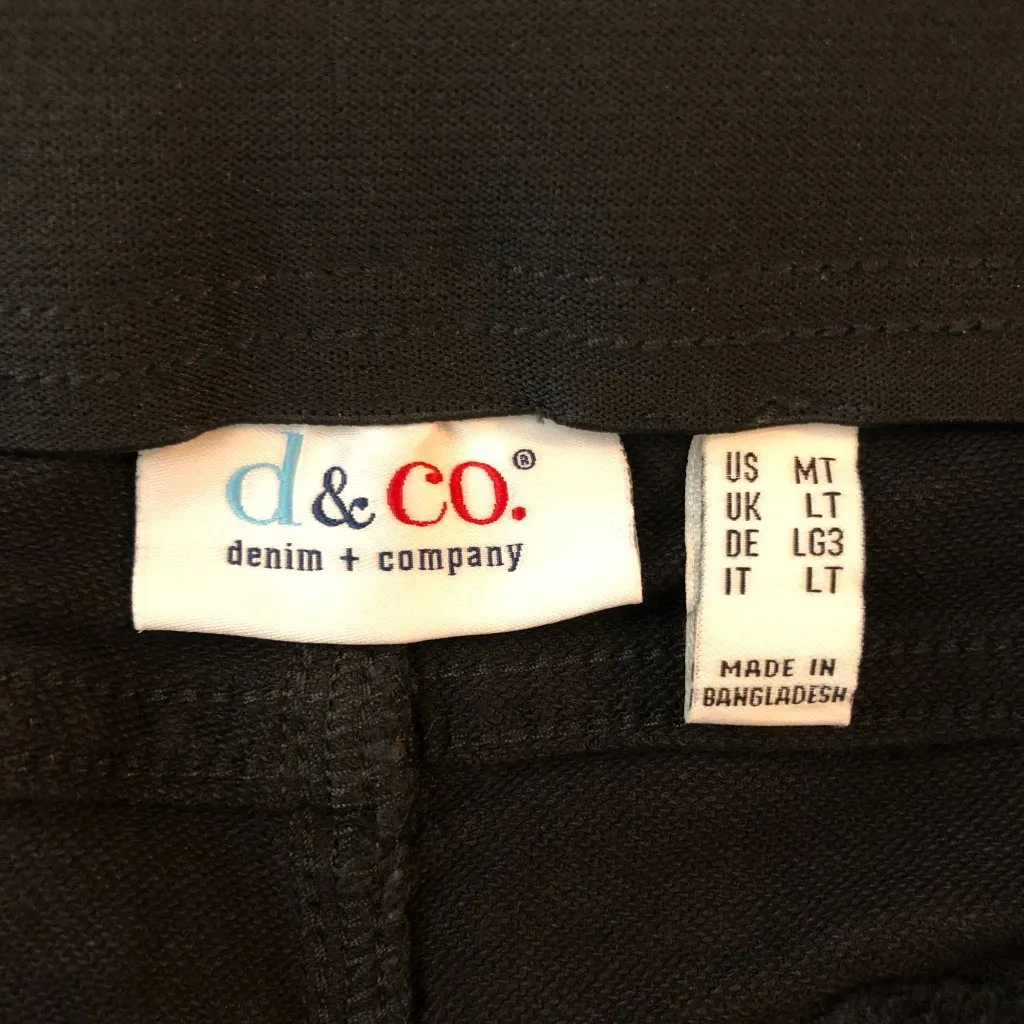 d & co.®
denim + company
US MT
UK LT
DE LG3
IT LT
MADE IN
BANGLADESH